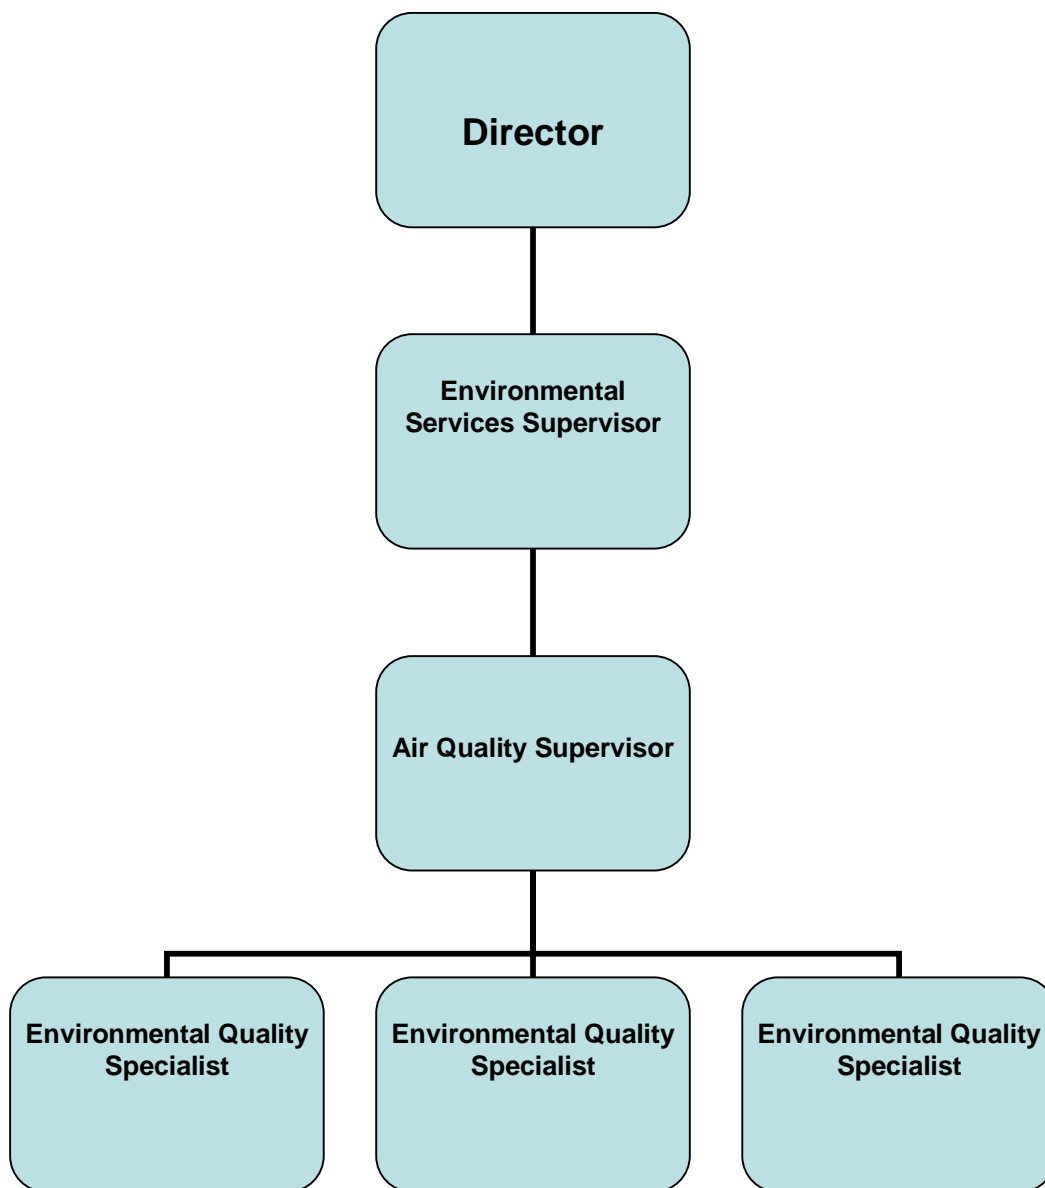 Director
Environmental
Services Supervisor
Air Quality Supervisor
Environmental Quality
Specialist
Environmental Quality
Specialist
Environmental Quality
Specialist